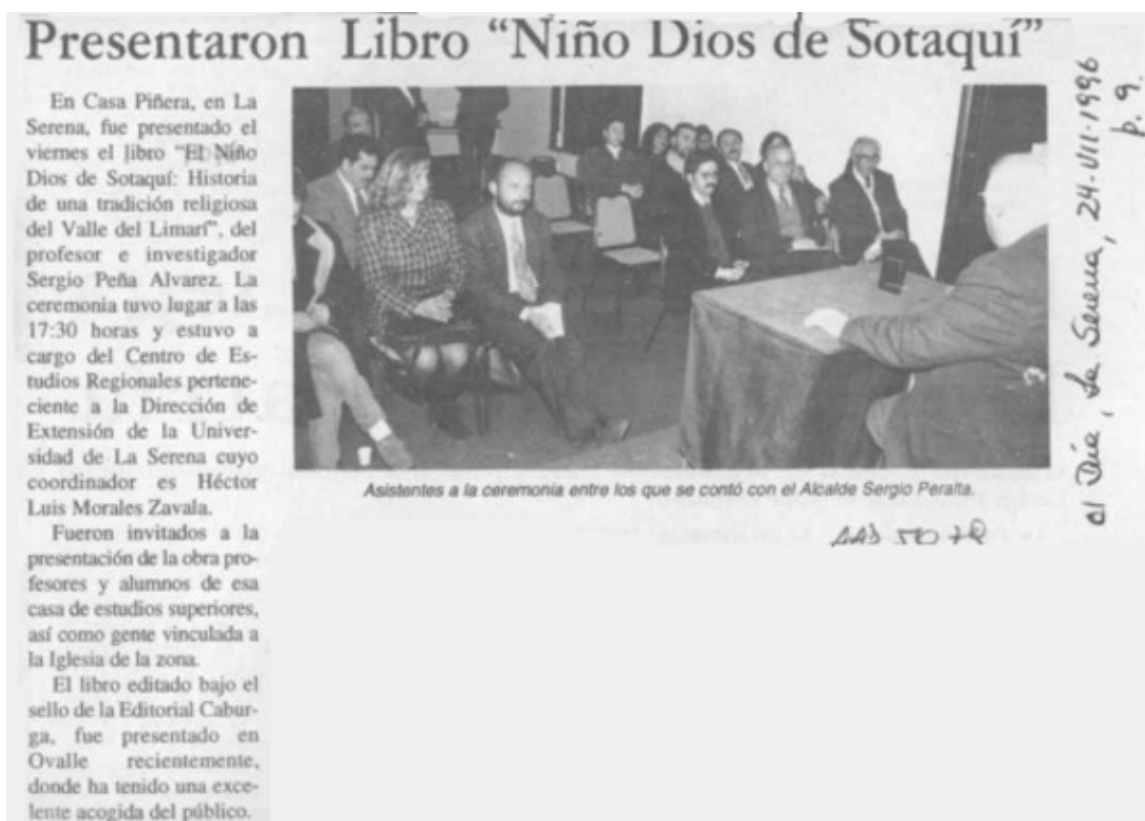 Presentaron Libro “Niño Dios de Sotaquí”
En Casa Piñera, en La
Serena, fue presentado el
viernes el libro “El Niño
Dios de Sotaquí: Historia
de una tradición religiosa
del Valle del Limarí”, del
profesor e investigador
Sergio Peña Alvarez. La
ceremonia tuvo lugar a las
17:30 horas y estuvo a
cargo del Centro de Es-
tudios Regionales pertene-
ciente a la Dirección de
Extensión de la Univer-
sidad de La Serena cuyo
coordinador es Héctor
Luis Morales Zavala.
Fueron invitados a la
presentación de la obra pro-
fesores y alumnos de esa
casa de estudios superiores,
así como gente vinculada a
la Iglesia de la zona.
El libro editado bajo el
sello de la Editorial Cabur-
ga, fue presentado en
Ovalle recientemente,
donde ha tenido una exce-
lente acogida del público.
Asistentes a la ceremonia entre los que se contó con el Alcalde Sergio Peralta.
el Día, La Serena, 24-VII-1996
p. 9